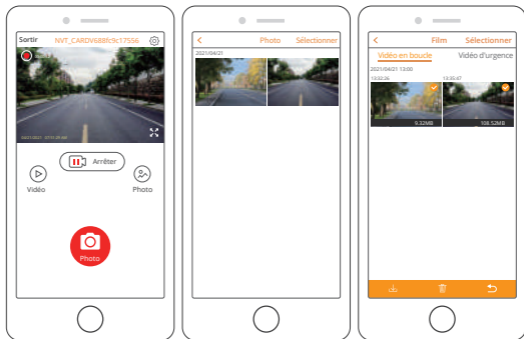 Sortir NVT_CARDV688fc9c17556
Arrêter
Vidéo
Photo
Photo
Photo Sélectionner
2021/04/21
Film Sélectionner
Vidéo en boucle Vidéo d'urgence
2021/04/21 13:00
9.32MB 108.52MB